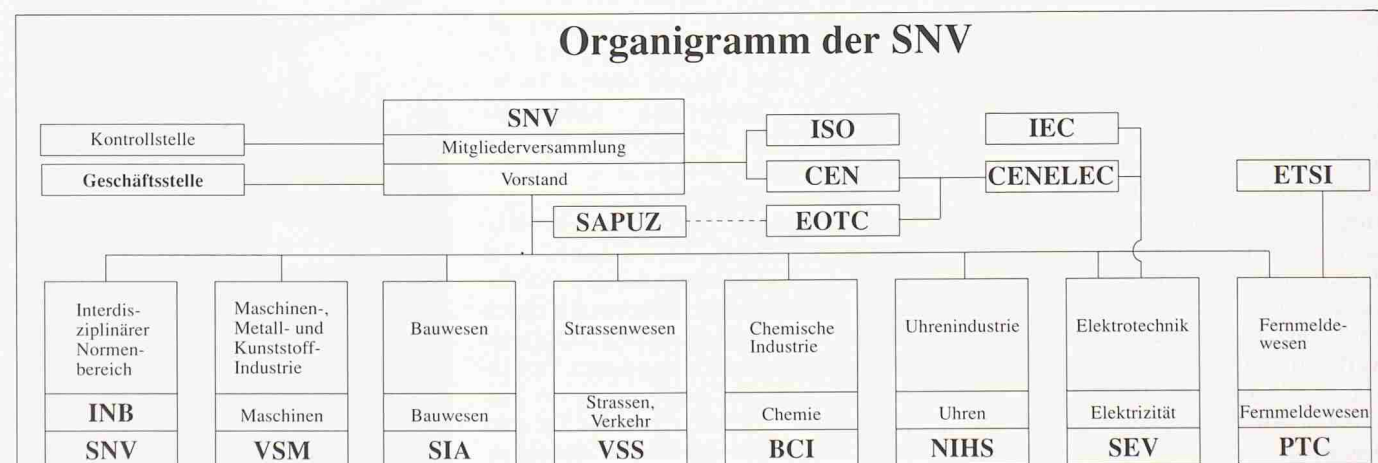 Organigramm der SNV
SNV
Mitgliederversammlung
Vorstand
Kontrollstelle
Geschäftsstelle
ISO
CEN
IEC
CENELEC
ETSI
SAPUZ
EOTC
Interdis-
ziplinärer
Normen-
bereich
INB
SNV
Maschinen-,
Metall- und
Kunststoff-
Industrie
Maschinen
VSM
Bauwesen
Bauwesen
SIA
Strassenwesen
Strassen,
Verkehr
VSS
Chemische
Industrie
Chemie
BCI
Uhrenindustrie
Uhren
NIHS
Elektrotechnik
Elektrizität
SEV
Fernmelde-
wesen
Fernmeldewesen
PTC